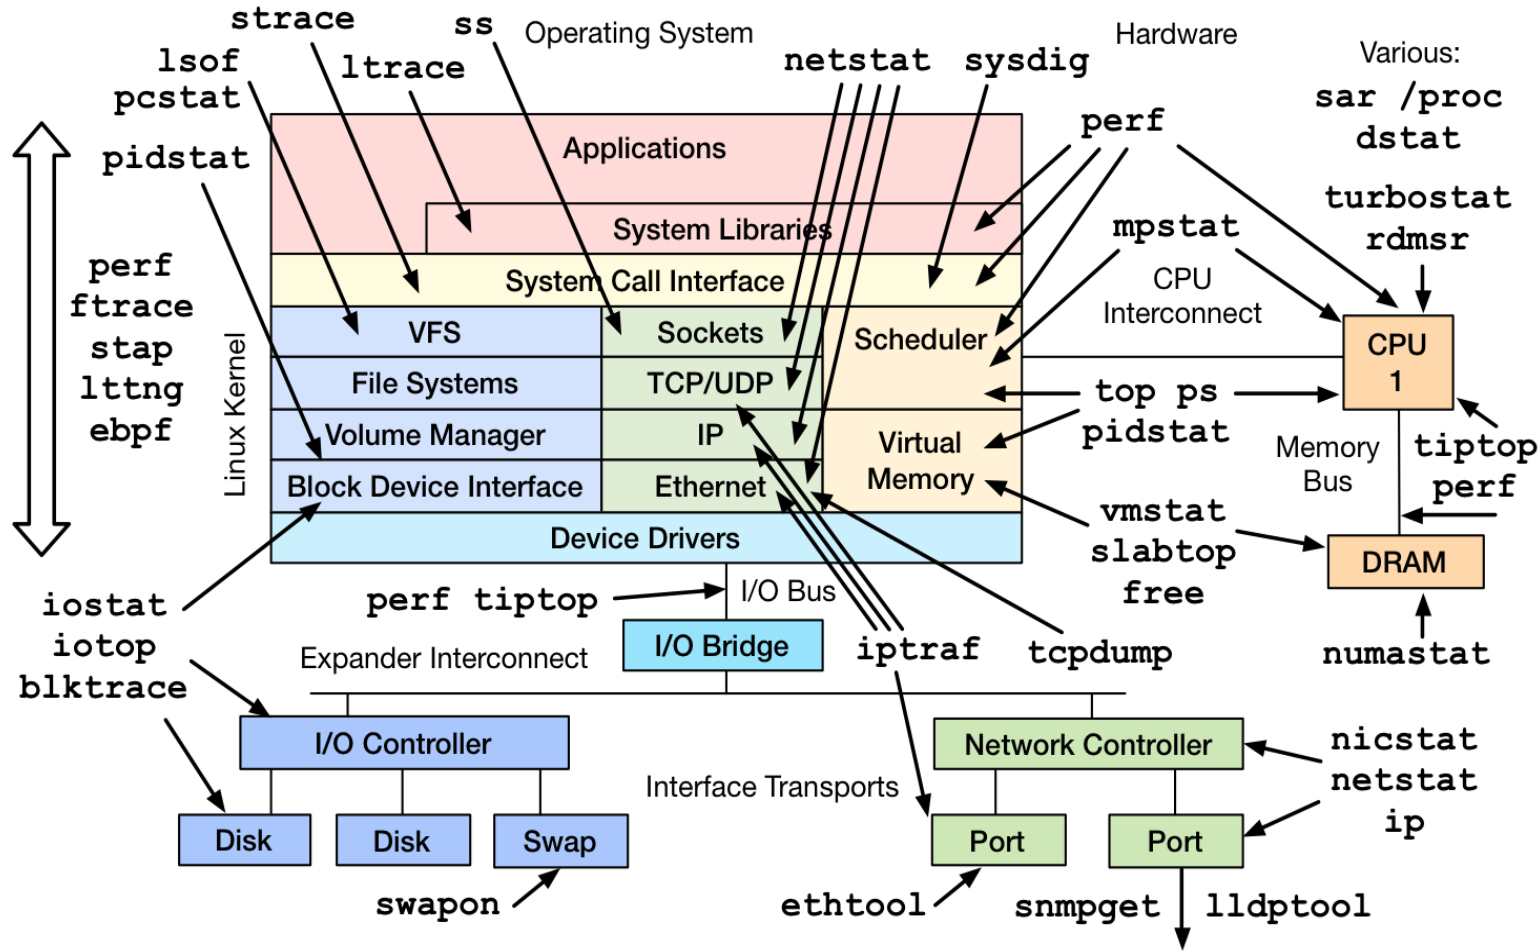 strace
ss
Operating System
Hardware
Various:
lsof
pcstat
ltrace
netstat
sysdig
sar /proc
dstat
perf
pidstat
Applications
turbostat
rdmsr
System Libraries
mpstat
perf
ftrace
stap
lttng
ebpf
Linux Kernel
System Call Interface
CPU
Interconnect
VFS
Sockets
Scheduler
CPU
1
File Systems
TCP/UDP
top ps
pidstat
Volume Manager
IP
Virtual
Memory
Memory
Bus
tiptop
perf
Block Device Interface
Ethernet
vmstat
slabtop
free
Device Drivers
DRAM
iostat
iotop
blktrace
perf tiptop
I/O Bus
I/O Bridge
iptraf
tcpdump
numastat
Expander Interconnect
I/O Controller
Network Controller
nicstat
netstat
ip
Interface Transports
Disk
Disk
Swap
Port
Port
swapon
ethtool
snmpget
lldptool